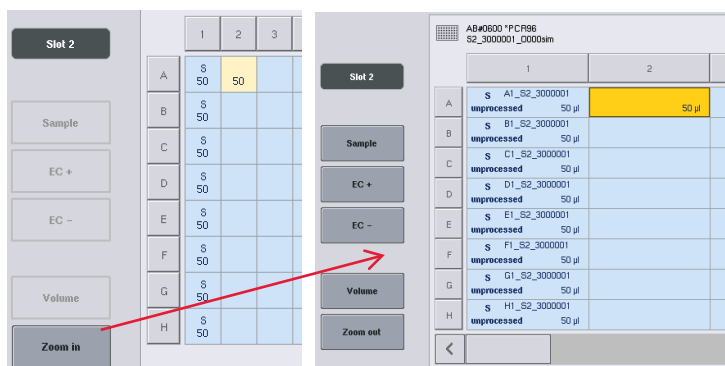 Slot 2
Sample
EC +
EC -
Volume
Zoom in
1 2 3
A S 50 50
B S 50
C S 50
D S 50
E S 50
F S 50
G S 50
H S 50
AB#0600 *PCR96
S2_3000001_0000sim
Slot 2
Sample
EC +
EC -
Volume
Zoom out
1 2
A S A1_S2_3000001
unprocessed 50 µl 50 µl
B S B1_S2_3000001
unprocessed 50 µl
C S C1_S2_3000001
unprocessed 50 µl
D S D1_S2_3000001
unprocessed 50 µl
E S E1_S2_3000001
unprocessed 50 µl
F S F1_S2_3000001
unprocessed 50 µl
G S G1_S2_3000001
unprocessed 50 µl
H S H1_S2_3000001
unprocessed 50 µl